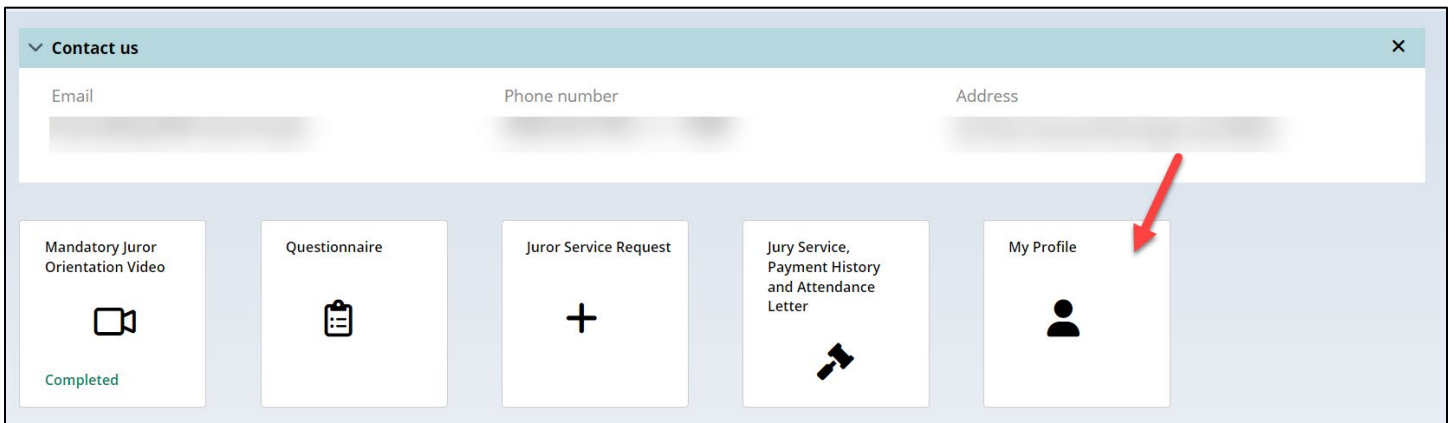 Contact us
Email
Phone number
Address
Mandatory Juror
Orientation Video
Completed
Questionnaire
Juror Service Request
Jury Service,
Payment History
and Attendance
Letter
My Profile